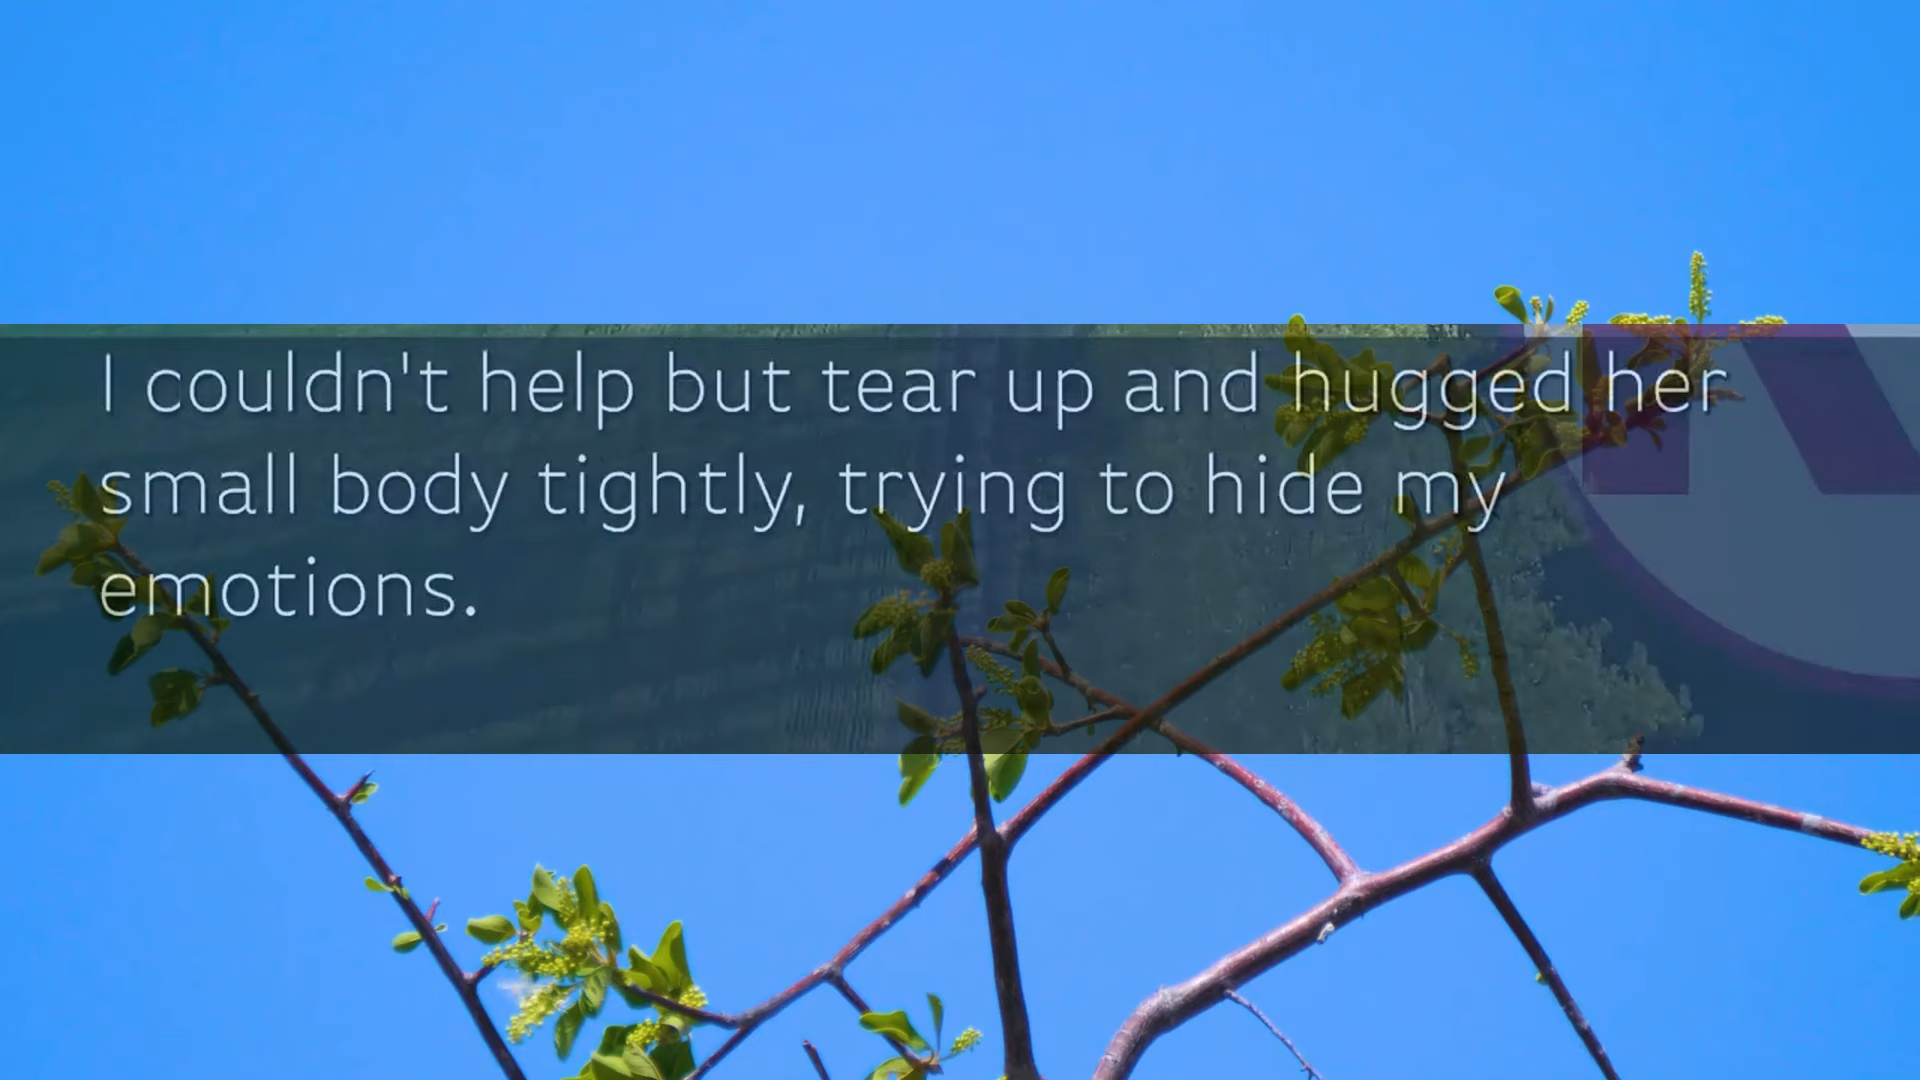 I couldn't help but tear up and hugged her
small body tightly, trying to hide my
emotions.